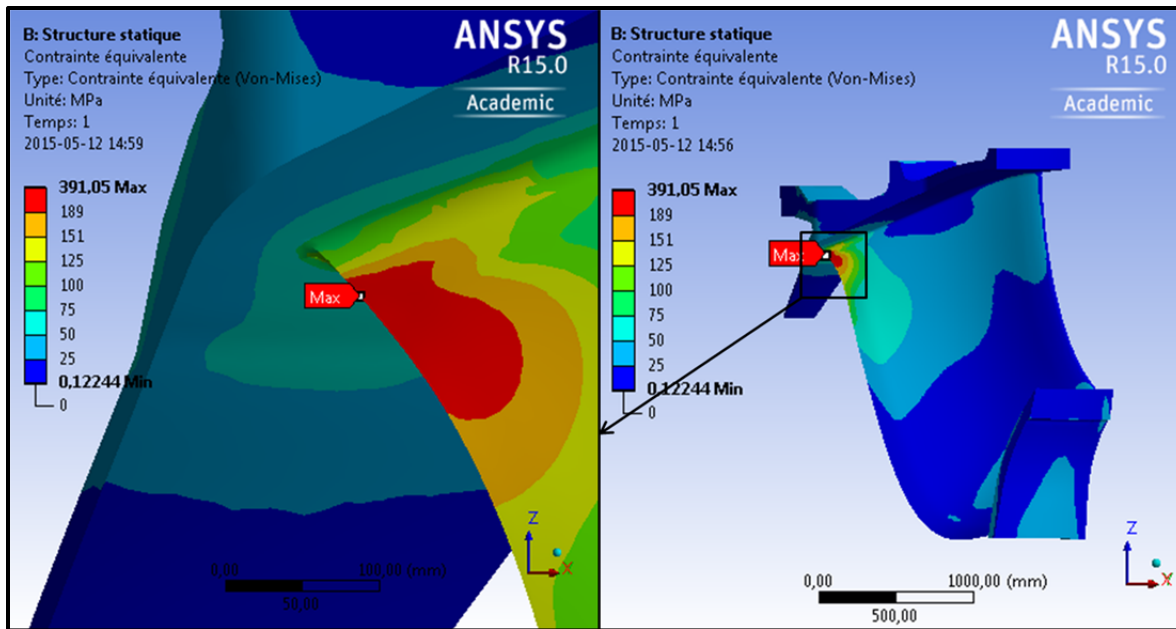 B: Structure statique
Contrainte équivalente
Type: Contrainte équivalente (Von-Mises)
Unité: MPa
Temps: 1
2015-05-12 14:59
ANSYS
R15.0
Academic
391,05 Max
189
151
125
100
75
50
25
0,12244 Min
0
Max
Z
X
0,00 100,00 (mm)
50,00
B: Structure statique
Contrainte équivalente
Type: Contrainte équivalente (Von-Mises)
Unité: MPa
Temps: 1
2015-05-12 14:56
ANSYS
R15.0
Academic
391,05 Max
189
151
125
100
75
50
25
0,12244 Min
0
Max
Z
X
0,00 1000,00 (mm)
500,00